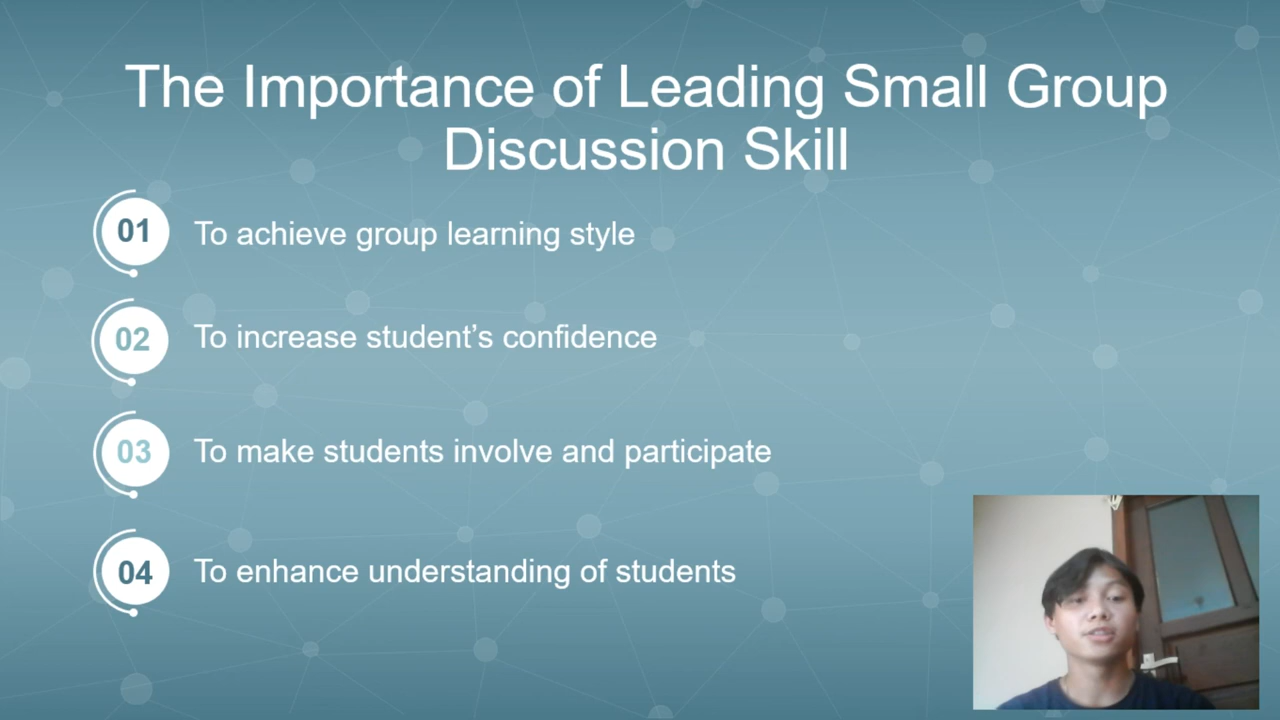 The Importance of Leading Small Group
Discussion Skill
01 To achieve group learning style
02 To increase student’s confidence
03 To make students involve and participate
04 To enhance understanding of students